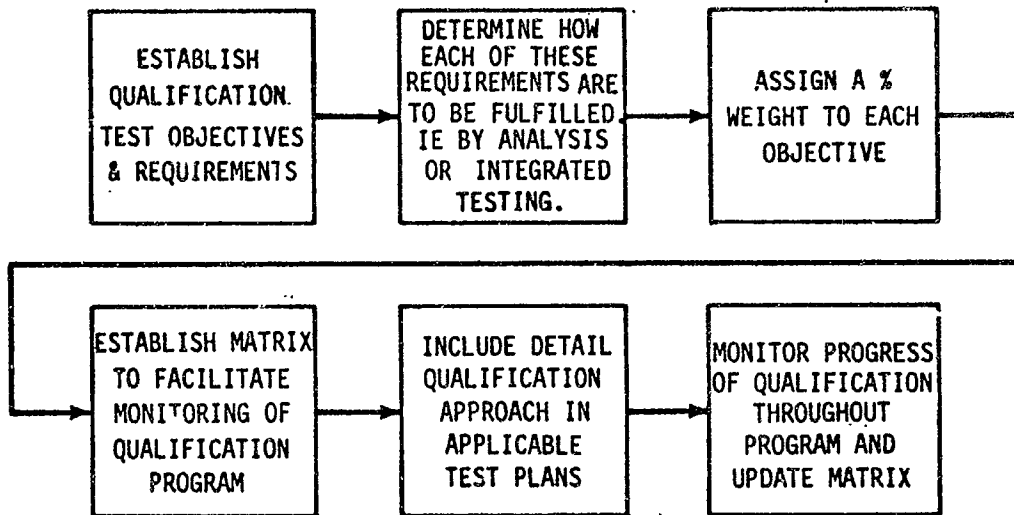 ESTABLISH
QUALIFICATION.
TEST OBJECTIVES
& REQUIREMENTS
DETERMINE HOW
EACH OF THESE
REQUIREMENTS ARE
TO BE FULFILLED.
IE BY ANALYSIS
OR INTEGRATED
TESTING.
ASSIGN A %
WEIGHT TO EACH
OBJECTIVE
ESTABLISH MATRIX
TO FACILITATE
MONITORING OF
QUALIFICATION
PROGRAM
INCLUDE DETAIL
QUALIFICATION
APPROACH IN
APPLICABLE
TEST PLANS
MONITOR PROGRESS
OF QUALIFICATION
THROUGHOUT
PROGRAM AND
UPDATE MATRIX